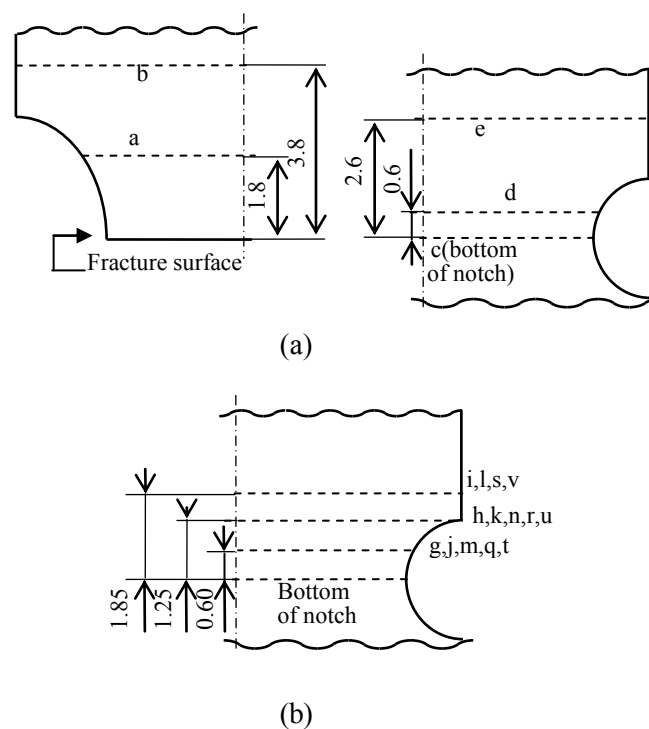 b
a
3.8
1.8
Fracture surface
e
2.6
0.6
d
c(bottom
of notch)
(a)
i,l,s,v
h,k,n,r,u
g,j,m,q,t
1.85
1.25
0.60
Bottom
of notch
(b)